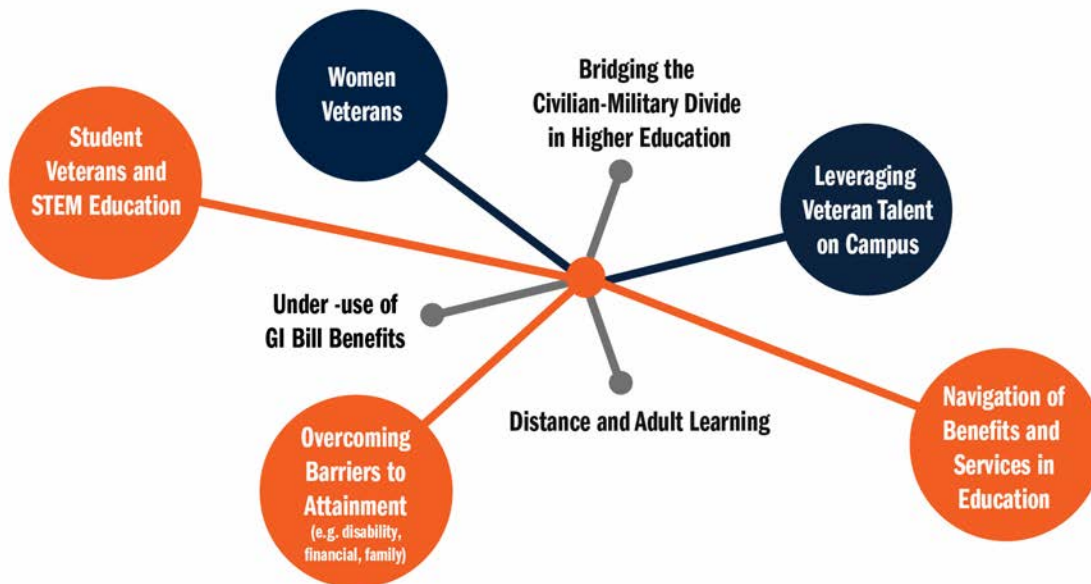 Women
Veterans
Bridging the
Civilian-Military Divide
in Higher Education
Student
Veterans and
STEM Education
Leveraging
Veteran Talent
on Campus
Under -use of
GI Bill Benefits
Distance and Adult Learning
Navigation of
Benefits and
Services in
Education
Overcoming
Barriers to
Attainment
(e.g. disability,
financial, family)